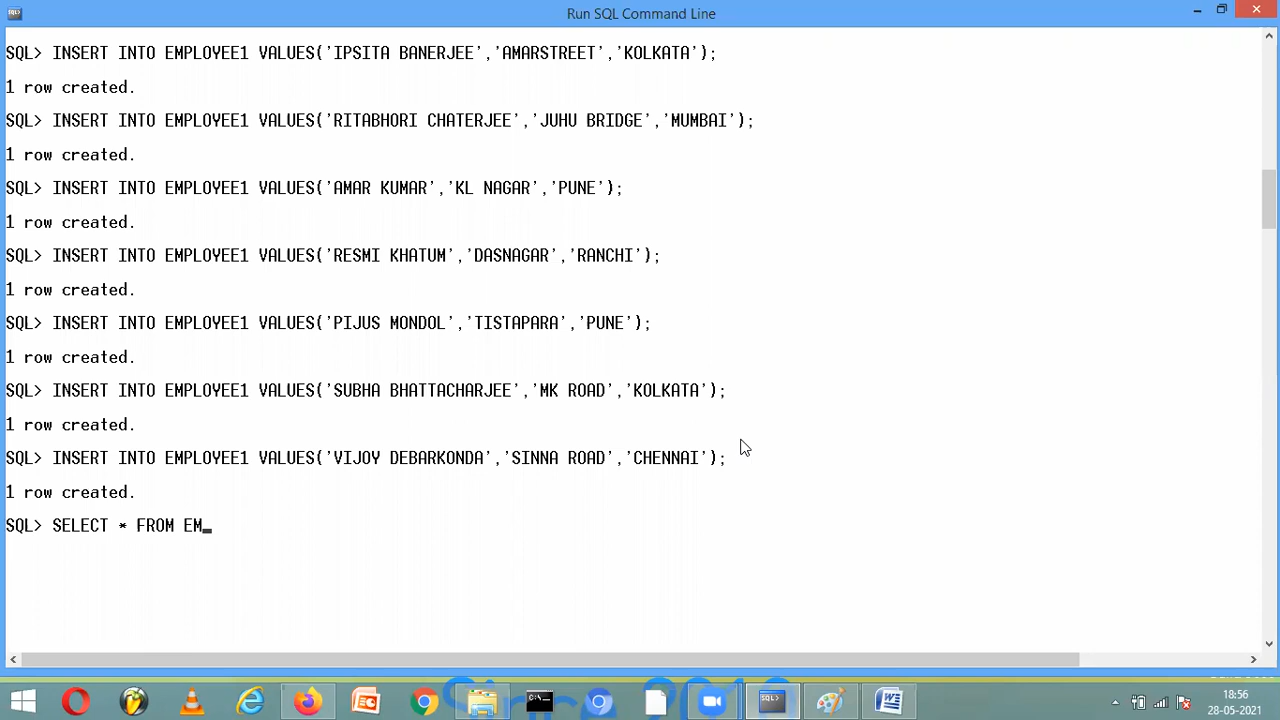 Run SQL Command Line
SQL> INSERT INTO EMPLOYEE1 VALUES('IPSITA BANERJEE','AMARSTREET','KOLKATA');
1 row created.
SQL> INSERT INTO EMPLOYEE1 VALUES('RITABHORI CHATERJEE','JUHU BRIDGE','MUMBAI');
1 row created.
SQL> INSERT INTO EMPLOYEE1 VALUES('AMAR KUMAR','KL NAGAR','PUNE');
1 row created.
SQL> INSERT INTO EMPLOYEE1 VALUES('RESMI KHATUM','DASNAGAR','RANCHI');
1 row created.
SQL> INSERT INTO EMPLOYEE1 VALUES('PIJUS MONDOL','TISTAPARA','PUNE');
1 row created.
SQL> INSERT INTO EMPLOYEE1 VALUES('SUBHA BHATTACHARJEE','MK ROAD','KOLKATA');
1 row created.
SQL> INSERT INTO EMPLOYEE1 VALUES('VIJOY DEBARKONDA','SINNA ROAD','CHENNAI');
1 row created.
SQL> SELECT * FROM EM_
18:56
28-05-2021